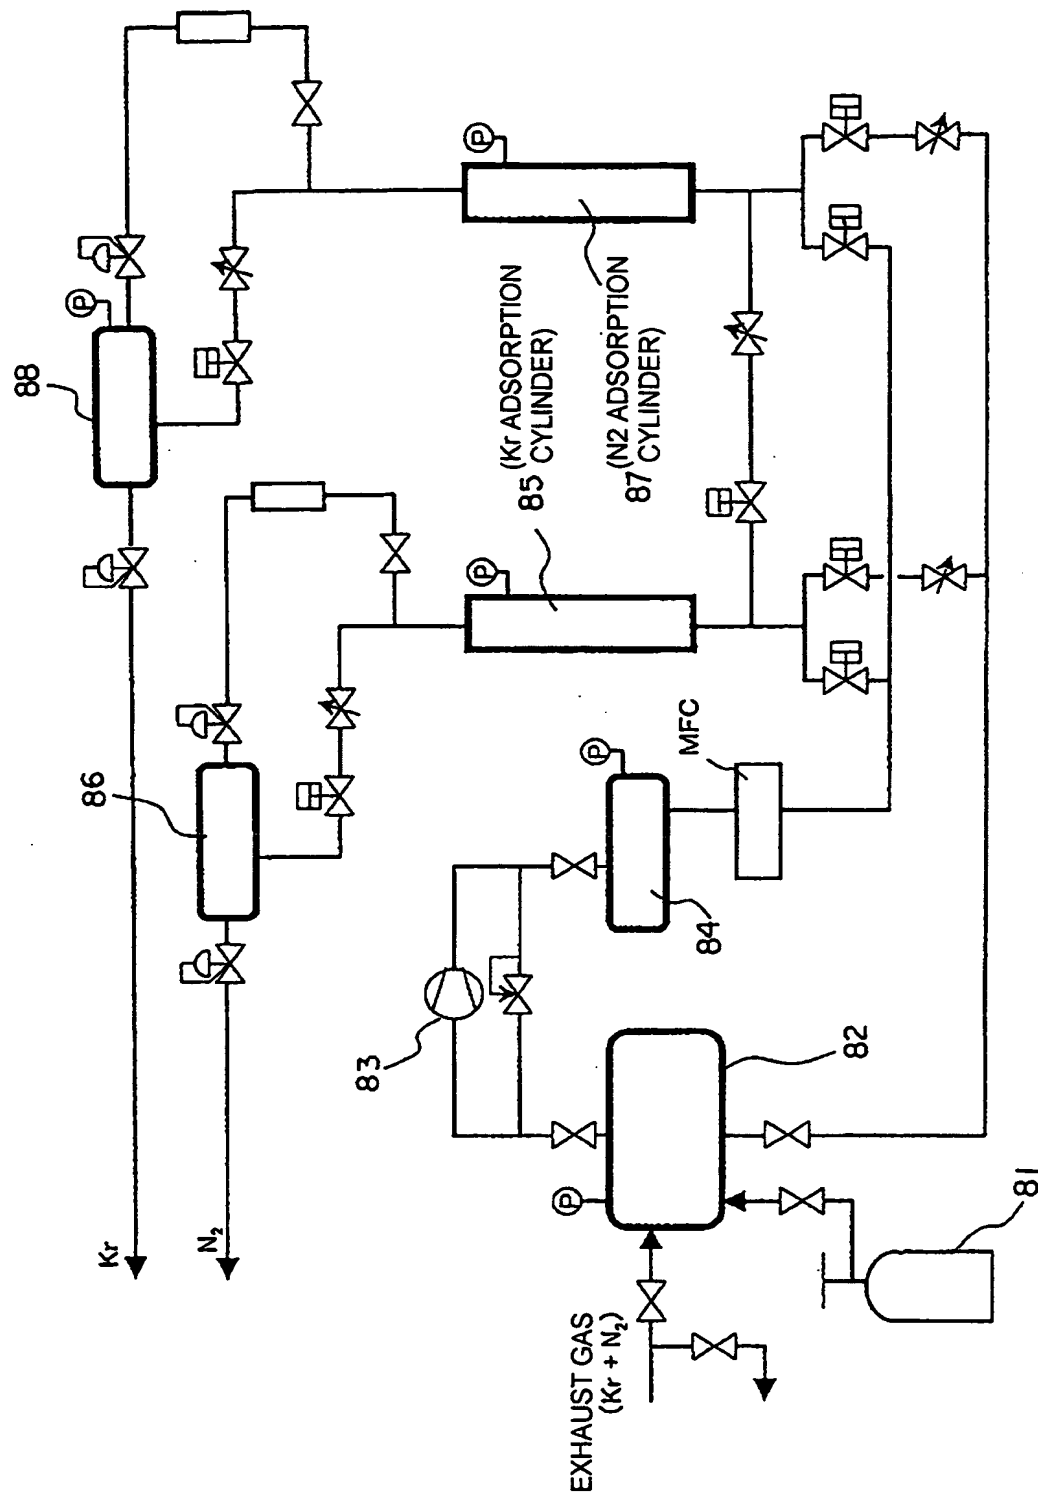 88
P
P
Kr
86
N₂
P
85 (Kr ADSORPTION
CYLINDER)
87 (N2 ADSORPTION
CYLINDER)
83
P
MFC
84
82
P
EXHAUST GAS
(Kr + N₂)
81